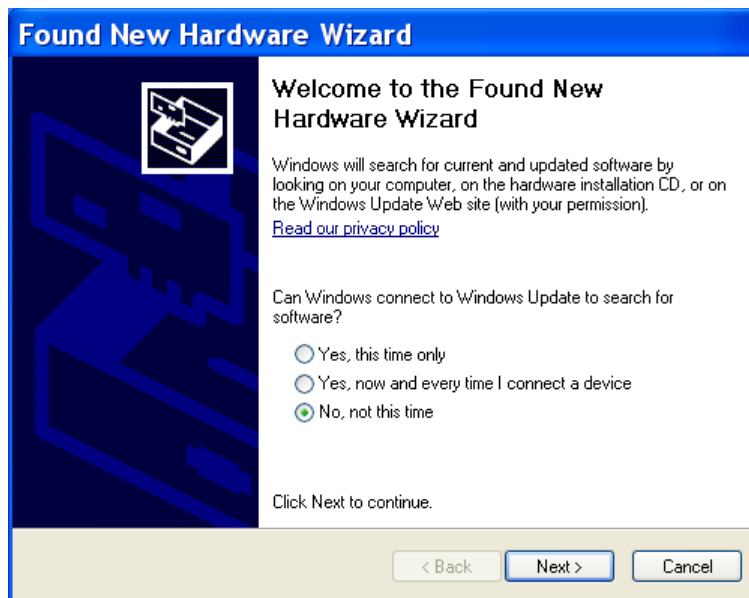 Found New Hardware Wizard
Welcome to the Found New
Hardware Wizard
Windows will search for current and updated software by
looking on your computer, on the hardware installation CD, or on
the Windows Update Web site (with your permission).
Read our privacy policy
Can Windows connect to Windows Update to search for
software?
Yes, this time only
Yes, now and every time I connect a device
No, not this time
Click Next to continue.
< Back
Next >
Cancel